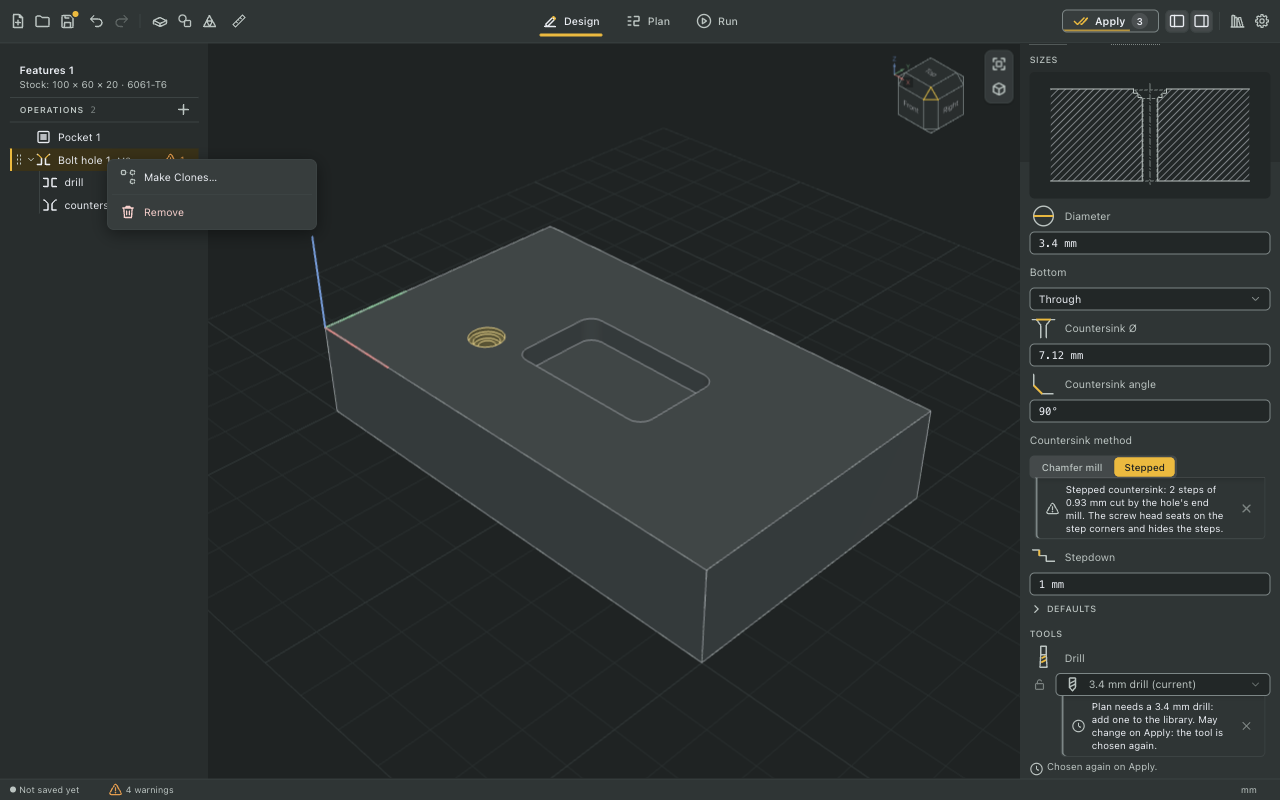 Design
Plan
Run
Apply 3
Features 1
Stock: 100 × 60 × 20 · 6061-T6
OPERATIONS 2
Pocket 1
Bolt hole 1
drill
counters
Make Clones...
Remove
Top
Front
Right
SIZES
Diameter
3.4 mm
Bottom
Through
Countersink Ø
7.12 mm
Countersink angle
90°
Countersink method
Chamfer mill
Stepped
Stepped countersink: 2 steps of
0.93 mm cut by the hole's end
mill. The screw head seats on the
step corners and hides the steps.
Stepdown
1 mm
DEFAULTS
TOOLS
Drill
3.4 mm drill (current)
Plan needs a 3.4 mm drill:
add one to the library. May
change on Apply: the tool is
chosen again.
Chosen again on Apply.
Not saved yet
4 warnings
mm